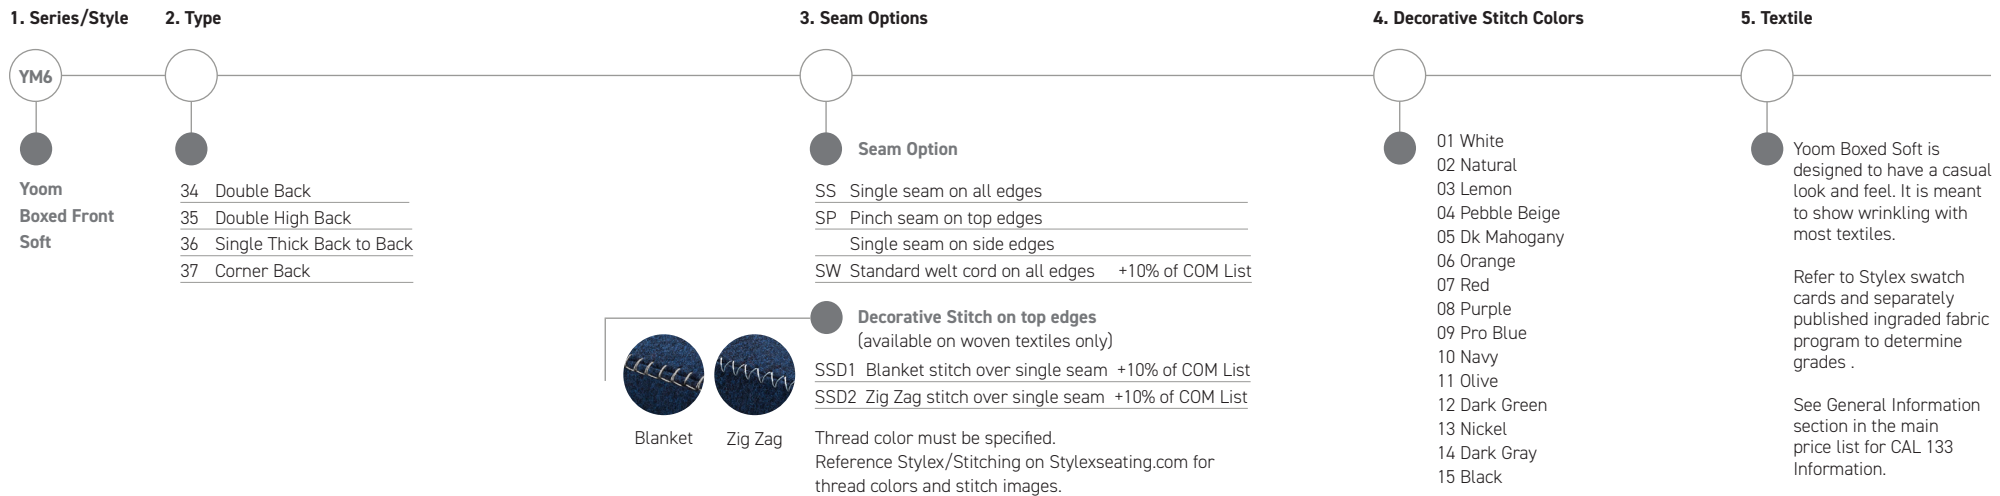 1. Series/Style
2. Type
3. Seam Options
4. Decorative Stitch Colors
5. Textile
YM6
Yoom
Boxed Front
Soft
34 Double Back
35 Double High Back
36 Single Thick Back to Back
37 Corner Back
Seam Option
SS Single seam on all edges
SP Pinch seam on top edges
Single seam on side edges
SW Standard welt cord on all edges +10% of COM List
Decorative Stitch on top edges
(available on woven textiles only)
SSD1 Blanket stitch over single seam +10% of COM List
SSD2 Zig Zag stitch over single seam +10% of COM List
Blanket
Zig Zag
Thread color must be specified.
Reference Stylex/Stitching on Stylexseating.com for
thread colors and stitch images.
01 White
02 Natural
03 Lemon
04 Pebble Beige
05 Dk Mahogany
06 Orange
07 Red
08 Purple
09 Pro Blue
10 Navy
11 Olive
12 Dark Green
13 Nickel
14 Dark Gray
15 Black
Yoom Boxed Soft is
designed to have a casual
look and feel. It is meant
to show wrinkling with
most textiles.
Refer to Stylex swatch
cards and separately
published ingraded fabric
program to determine
grades .
See General Information
section in the main
price list for CAL 133
Information.